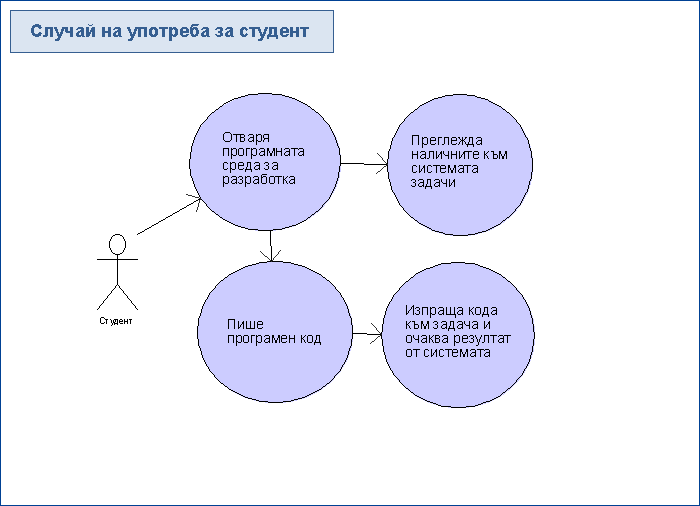 Случай на употреба за студент
Отваря
програмната
среда за
разработка
Преглежда
наличните към
системата
задачи
Студент
Пише
програмен код
Изпраща кода
към задача и
очаква резултат
от системата